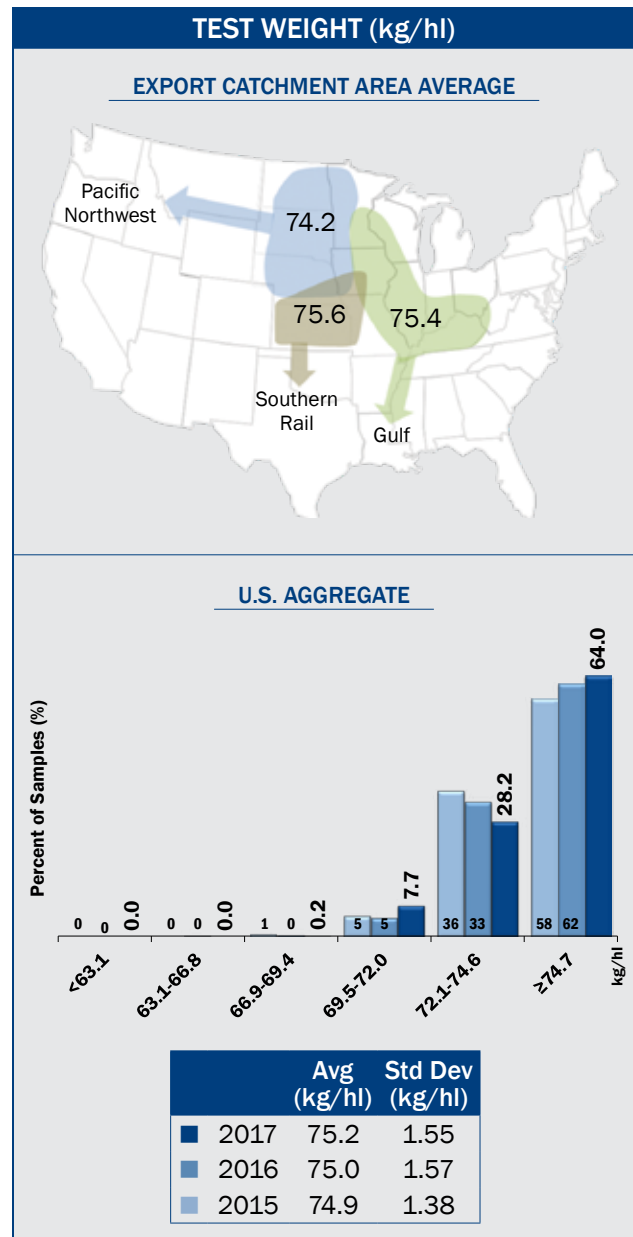 TEST WEIGHT (kg/hl)
EXPORT CATCHMENT AREA AVERAGE
Pacific
Northwest
74.2
75.6
75.4
Southern
Rail
Gulf
U.S. AGGREGATE
Percent of Samples (%)
0 0 0.0
0 0 0.0
1 0 0.2
5 5 7.7
36 33 28.2
58 62 64.0
<63.1 63.1-66.8 66.9-69.4 69.5-72.0 72.1-74.6 ≥74.7 kg/hl
Avg Std Dev
(kg/hl) (kg/hl)
2017 75.2 1.55
2016 75.0 1.57
2015 74.9 1.38